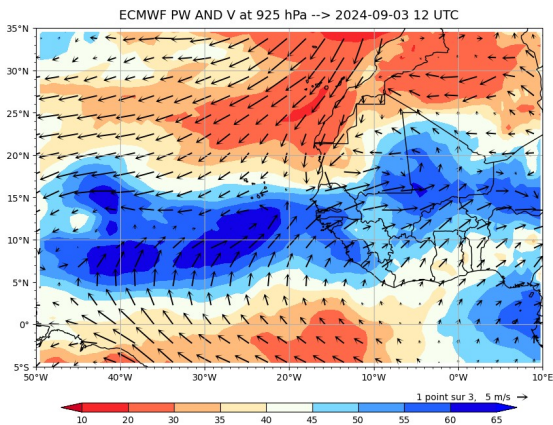 ECMWF PW AND V at 925 hPa --> 2024-09-03 12 UTC
35°N
30°N
25°N
20°N
15°N
10°N
5°N
0°
5°S
50°W 40°W 30°W 20°W 10°W 0°W 10°E
1 point sur 3, 5 m/s
10 20 30 35 40 45 50 55 60 65